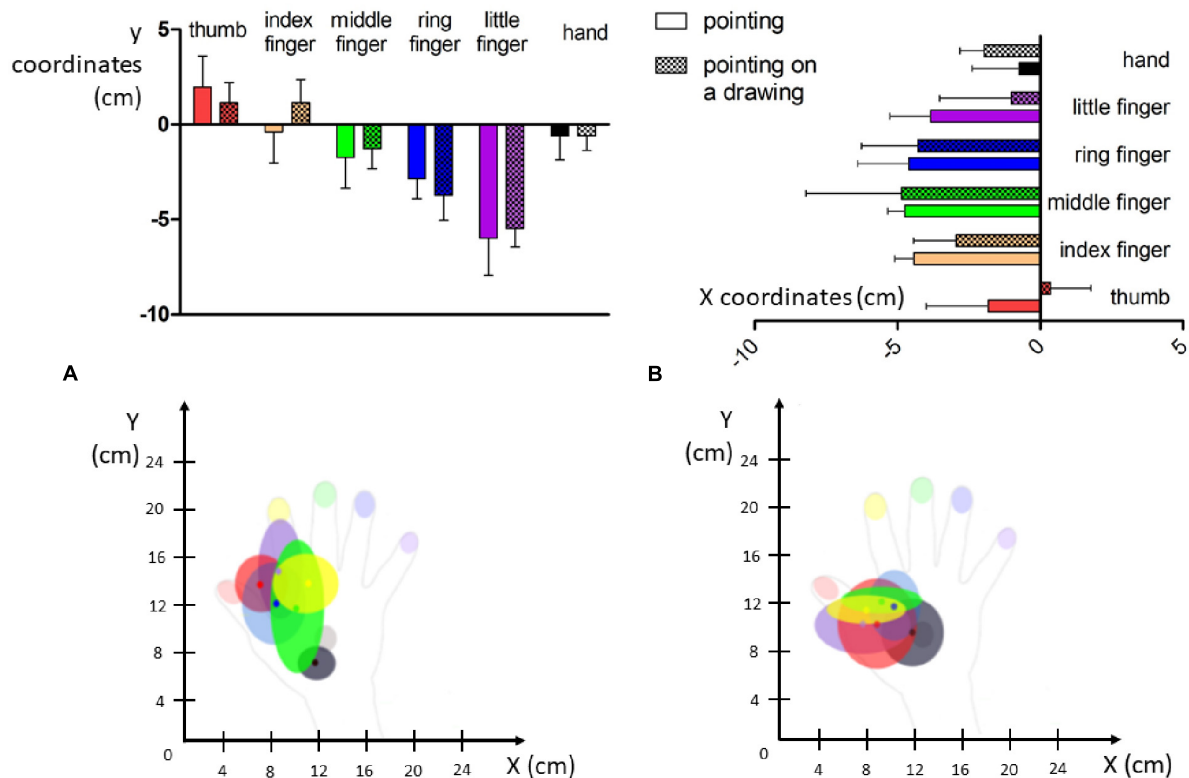 y
coordinates
(cm)
5
0
-5
-10
thumb
index
finger
middle
finger
ring
finger
little
finger
hand
pointing
pointing on
a drawing
hand
little finger
ring finger
middle finger
index finger
thumb
X coordinates (cm)
-10
-5
0
5
A
B
Y
(cm)
24
20
16
12
8
4
0
4
8
12
16
20
24
X (cm)
Y
(cm)
24
20
16
12
8
4
0
4
8
12
16
20
24
X (cm)